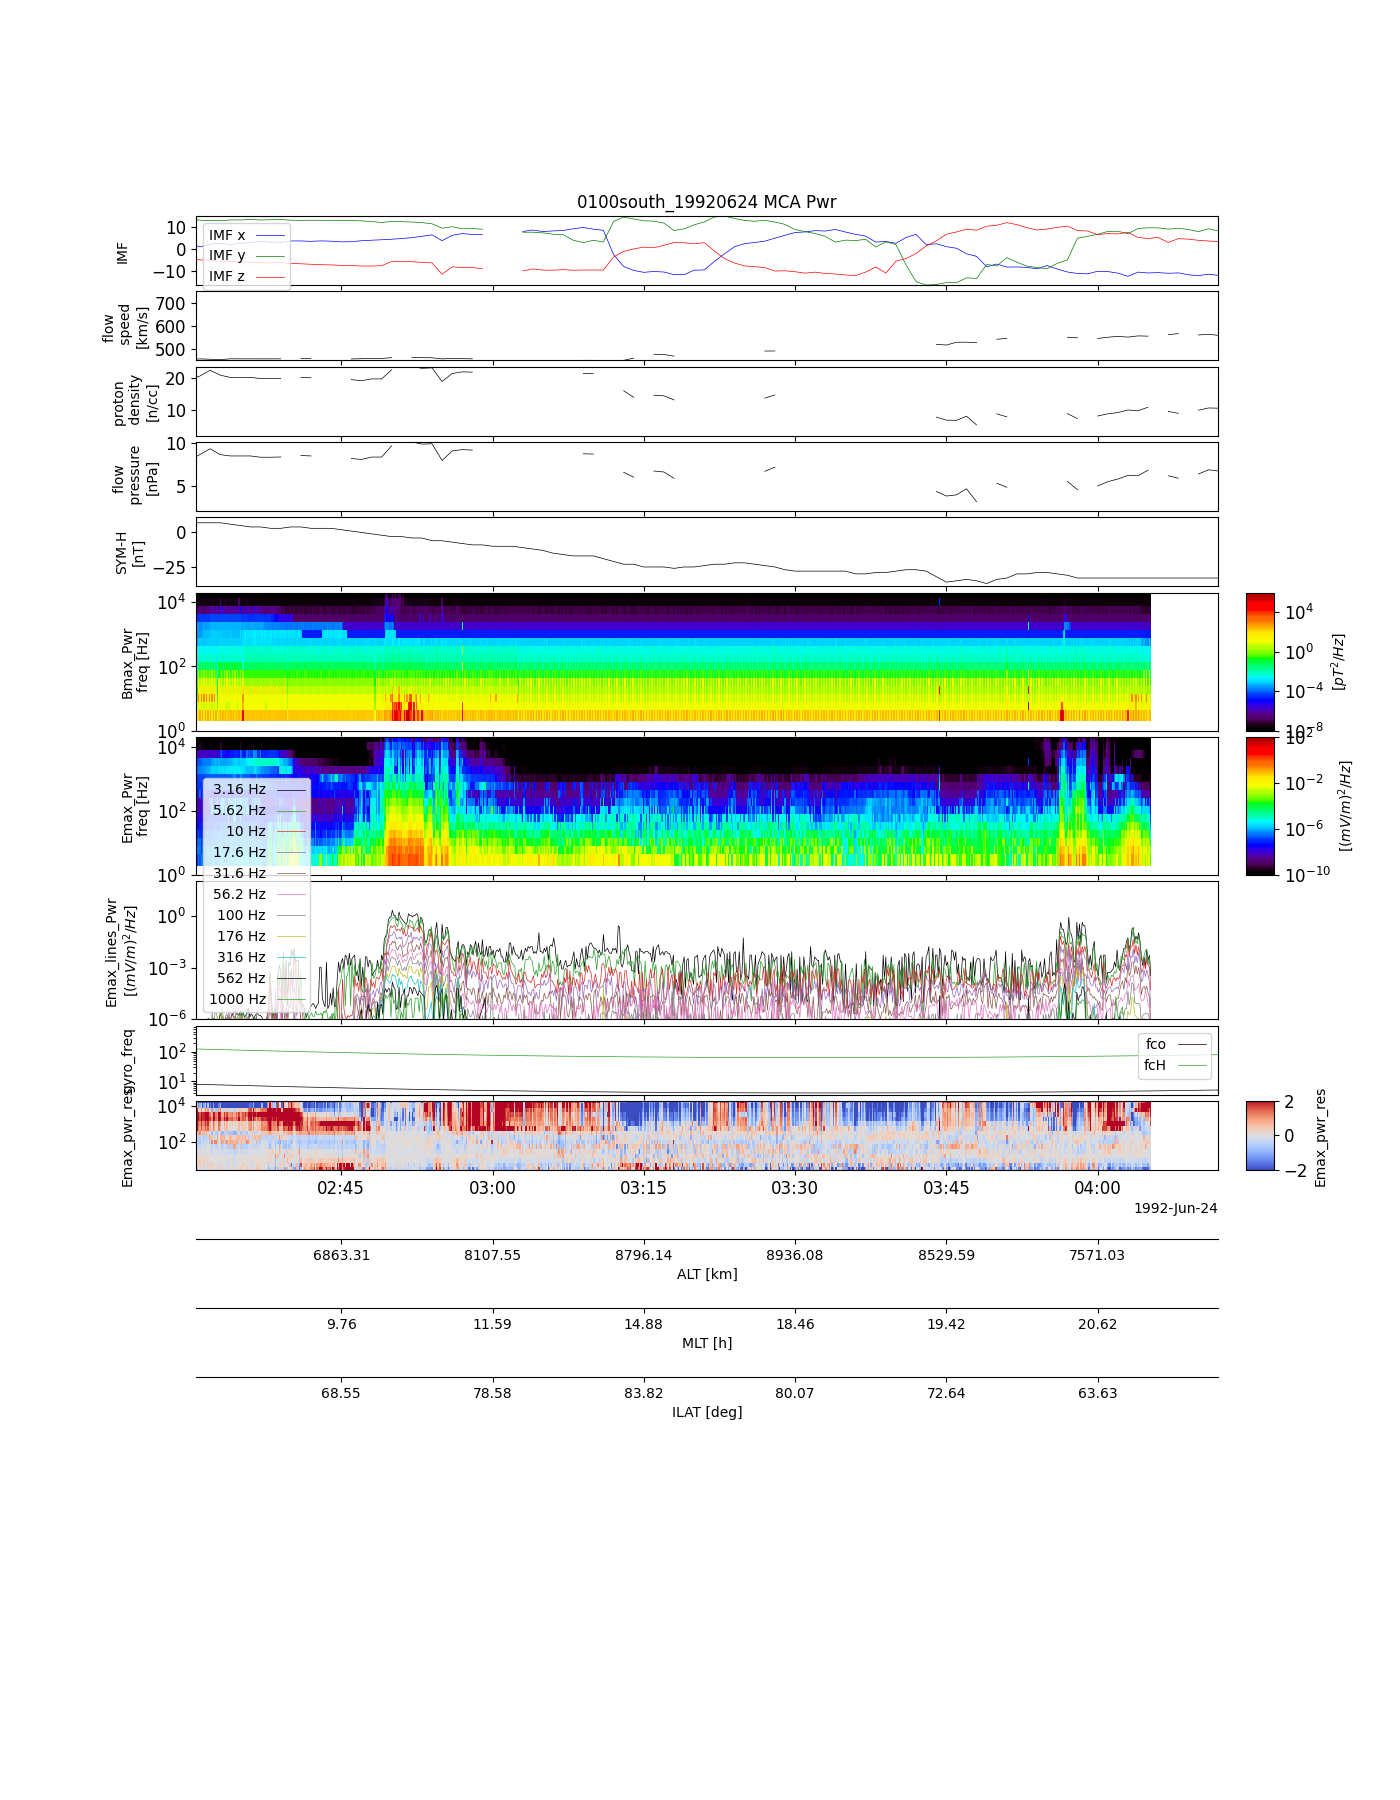 0100south_19920624 MCA Pwr
10
0
−10
IMF
IMF x
IMF y
IMF z
700
600
500
flow
speed
[km/s]
20
10
proton
density
[n/cc]
10
5
flow
pressure
[nPa]
0
−25
SYM-H
[nT]
10^4
10^2
10^0
Bmax_Pwr
freq [Hz]
10^4
10^0
10^−4
10^−8
[pT^2/Hz]
10^4
10^2
10^0
Emax_Pwr
freq [Hz]
10^2
10^−2
10^−6
10^−10
[(mV/m)^2/Hz]
3.16 Hz
5.62 Hz
10 Hz
17.6 Hz
31.6 Hz
56.2 Hz
100 Hz
176 Hz
316 Hz
562 Hz
1000 Hz
10^0
10^−3
10^−6
Emax_lines_Pwr
[(mV/m)^2/Hz]
10^2
10^1
gyro_freq
fco
fcH
10^4
10^2
Emax_pwr_res
2
0
−2
Emax_pwr_res
02:45 03:00 03:15 03:30 03:45 04:00
1992-Jun-24
6863.31 8107.55 8796.14 8936.08 8529.59 7571.03
ALT [km]
9.76 11.59 14.88 18.46 19.42 20.62
MLT [h]
68.55 78.58 83.82 80.07 72.64 63.63
ILAT [deg]